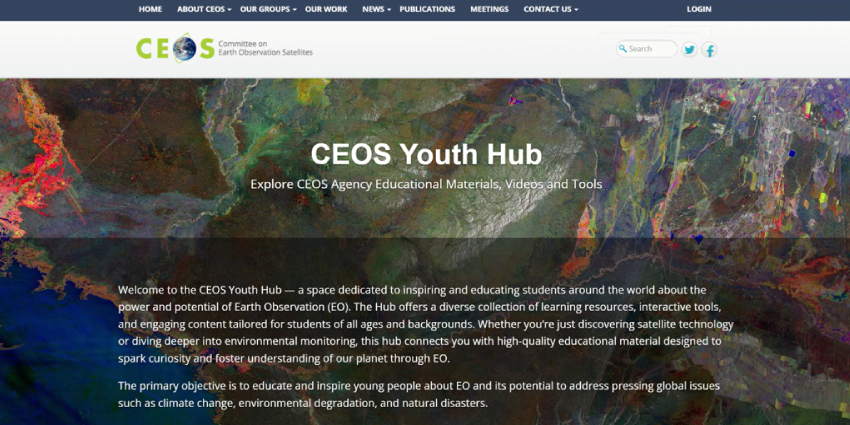 HOME ABOUT CEOS OUR GROUPS OUR WORK NEWS PUBLICATIONS MEETINGS CONTACT US LOGIN
CEOS Committee on
Earth Observation Satellites
Search
CEOS Youth Hub
Explore CEOS Agency Educational Materials, Videos and Tools
Welcome to the CEOS Youth Hub — a space dedicated to inspiring and educating students around the world about the
power and potential of Earth Observation (EO). The Hub offers a diverse collection of learning resources, interactive tools,
and engaging content tailored for students of all ages and backgrounds. Whether you're just discovering satellite technology
or diving deeper into environmental monitoring, this hub connects you with high-quality educational material designed to
spark curiosity and foster understanding of our planet through EO.
The primary objective is to educate and inspire young people about EO and its potential to address pressing global issues
such as climate change, environmental degradation, and natural disasters.